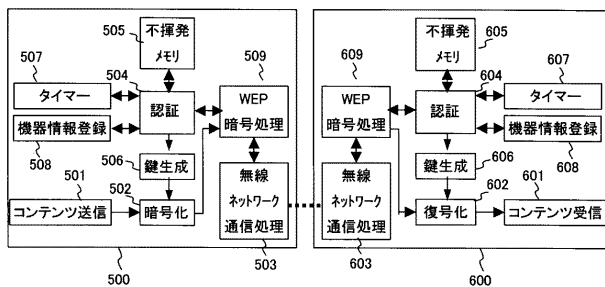 507
505
不揮発
メモリ
504
509
タイマー
認証
WEP
暗号処理
機器情報登録
508
506
鍵生成
501
502
コンテンツ送信
暗号化
無線
ネットワーク
通信処理
500
503
609
不揮発
メモリ
605
604
607
WEP
暗号処理
認証
タイマー
機器情報登録
608
鍵生成
606
601
602
無線
ネットワーク
通信処理
復号化
コンテンツ受信
603
600